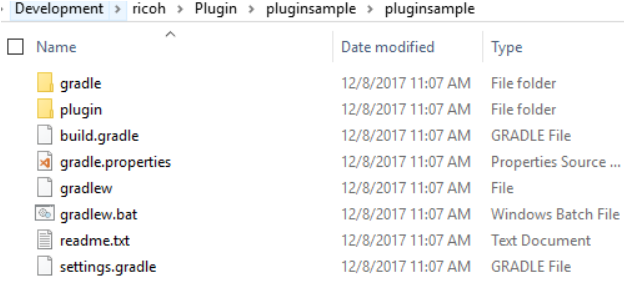 Development > ricoh > Plugin > pluginsample > pluginsample
Name Date modified Type
gradle 12/8/2017 11:07 AM File folder
plugin 12/8/2017 11:07 AM File folder
build.gradle 12/8/2017 11:07 AM GRADLE File
gradle.properties 12/8/2017 11:07 AM Properties Source ...
gradlew 12/8/2017 11:07 AM File
gradlew.bat 12/8/2017 11:07 AM Windows Batch File
readme.txt 12/8/2017 11:07 AM Text Document
settings.gradle 12/8/2017 11:07 AM GRADLE File